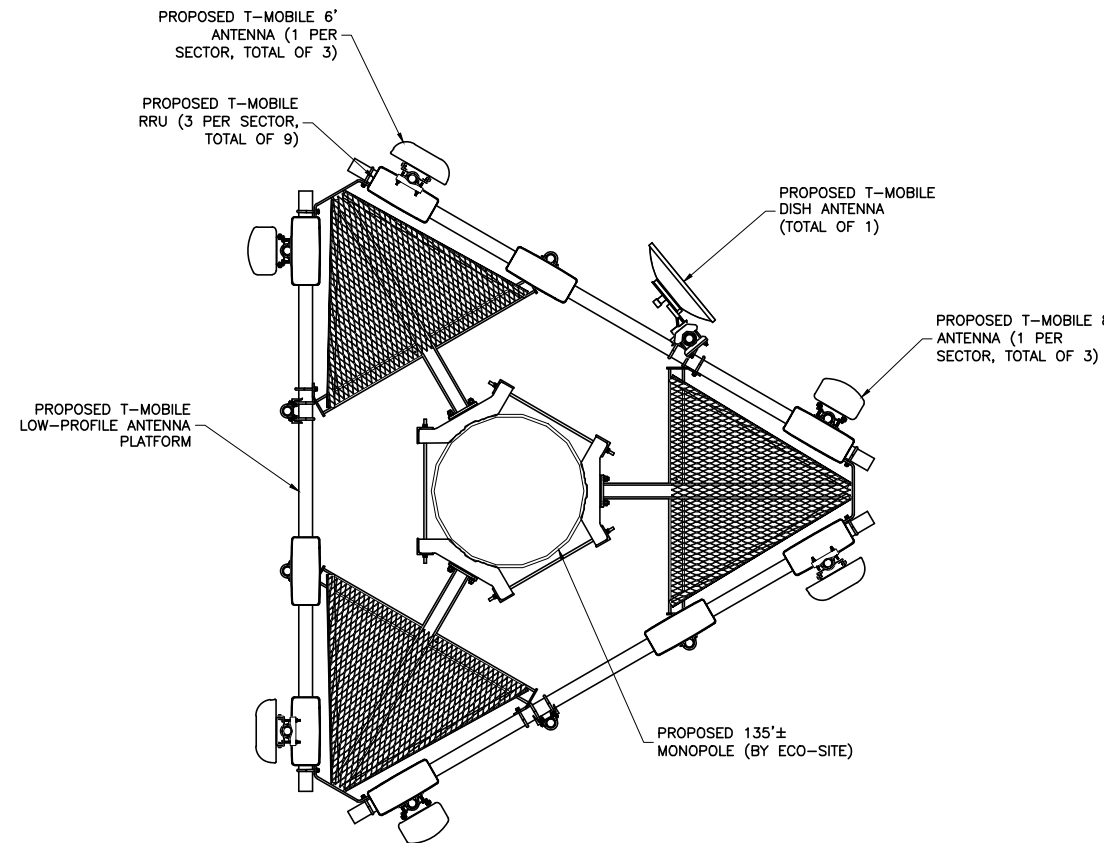 PROPOSED T-MOBILE 6'
ANTENNA (1 PER
SECTOR, TOTAL OF 3)
PROPOSED T-MOBILE
RRU (3 PER SECTOR,
TOTAL OF 9)
PROPOSED T-MOBILE
DISH ANTENNA
(TOTAL OF 1)
PROPOSED T-MOBILE
ANTENNA (1 PER
SECTOR, TOTAL OF 3)
PROPOSED T-MOBILE
LOW-PROFILE ANTENNA
PLATFORM
PROPOSED 135'±
MONOPOLE (BY ECO-SITE)